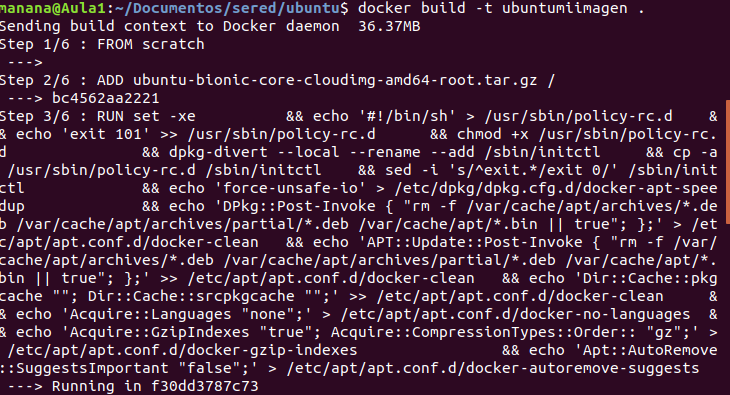 manana@Aula1:~/Documentos/sered/ubuntu$ docker build -t ubuntumiimagen .
Sending build context to Docker daemon  36.37MB
Step 1/6 : FROM scratch
 --->
Step 2/6 : ADD ubuntu-bionic-core-cloudimg-amd64-root.tar.gz /
 ---> bc4562aa2221
Step 3/6 : RUN set -xe         && echo '#!/bin/sh' > /usr/sbin/policy-rc.d    &
& echo 'exit 101' >> /usr/sbin/policy-rc.d      && chmod +x /usr/sbin/policy-rc.
d               && dpkg-divert --local --rename --add /sbin/initctl     && cp -a
 /usr/sbin/policy-rc.d /sbin/initctl    && sed -i 's/^exit.*/exit 0/' /sbin/init
ctl             && echo 'force-unsafe-io' > /etc/dpkg/dpkg.cfg.d/docker-apt-spee
dup             && echo 'DPkg::Post-Invoke { "rm -f /var/cache/apt/archives/*.de
b /var/cache/apt/archives/partial/*.deb /var/cache/apt/*.bin || true"; };' > /et
c/apt/apt.conf.d/docker-clean   && echo 'APT::Update::Post-Invoke { "rm -f /var/
cache/apt/archives/*.deb /var/cache/apt/archives/partial/*.deb /var/cache/apt/*.
bin || true"; };' >> /etc/apt/apt.conf.d/docker-clean   && echo 'Dir::Cache::pkg
cache ""; Dir::Cache::srcpkgcache "";' >> /etc/apt/apt.conf.d/docker-clean     &
& echo 'Acquire::Languages "none";' > /etc/apt/apt.conf.d/docker-no-languages  &
& echo 'Acquire::GzipIndexes "true"; Acquire::CompressionTypes::Order:: "gz";' >
 /etc/apt/apt.conf.d/docker-gzip-indexes                && echo 'Apt::AutoRemove
::SuggestsImportant "false";' > /etc/apt/apt.conf.d/docker-autoremove-suggests
 ---> Running in f30dd3787c73